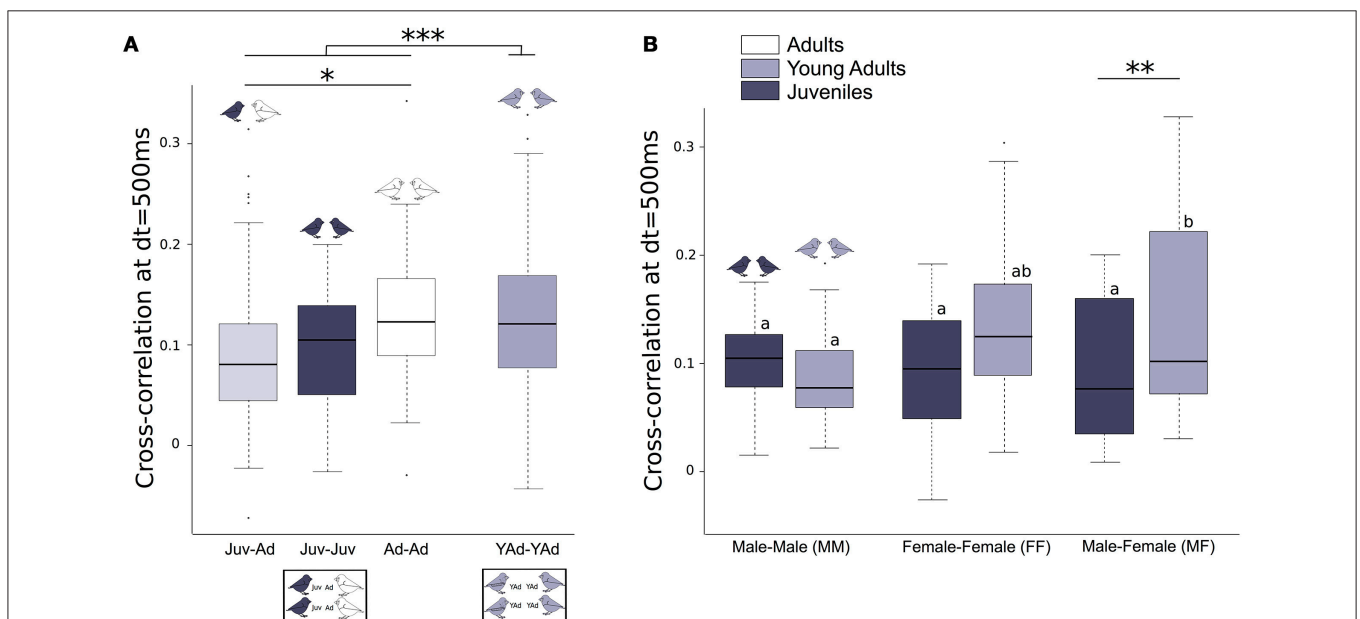 A
***
*
Cross-correlation at dt=500ms
0.3
0.2
0.1
0
Juv-Ad
Juv-Juv
Ad-Ad
YAd-YAd
Juv Ad
Juv Ad
YAd YAd
YAd YAd
B
Adults
Young Adults
Juveniles
**
Cross-correlation at dt=500ms
0.3
0.2
0.1
0
a
a
a
ab
a
b
Male-Male (MM)
Female-Female (FF)
Male-Female (MF)